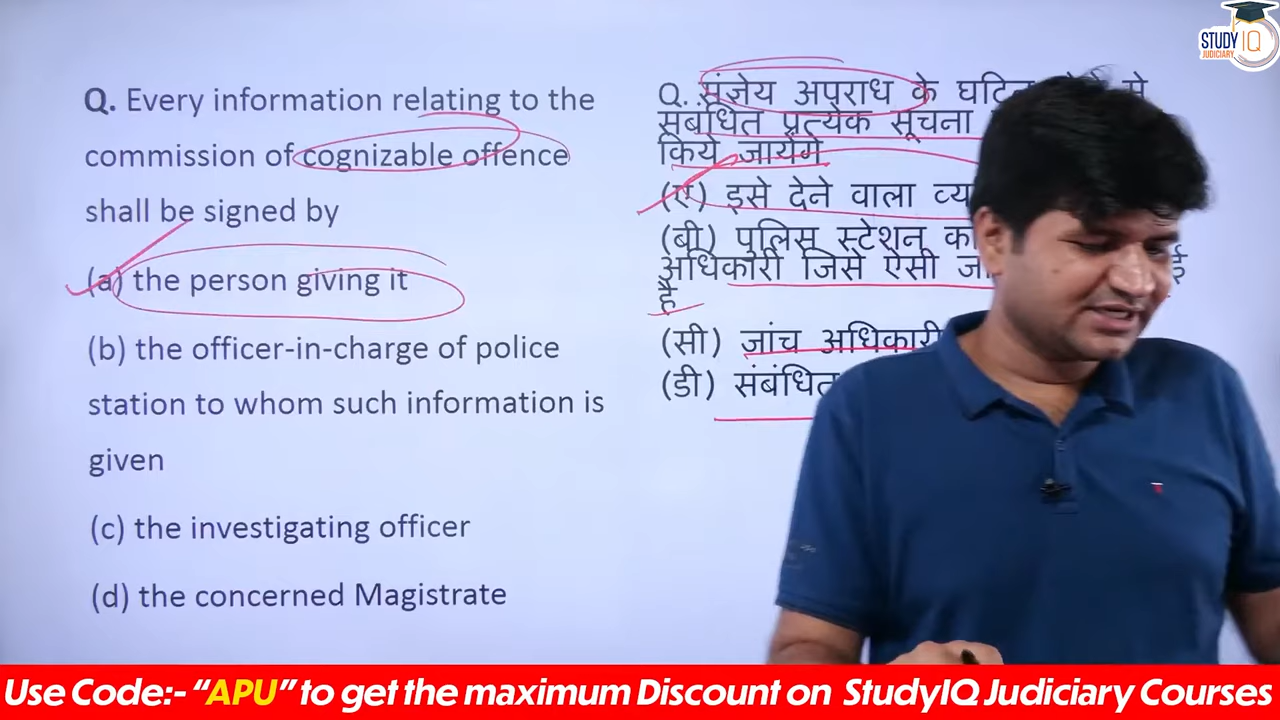 STUDY IQ
JUDICIARY
Q. Every information relating to the
commission of cognizable offence
shall be signed by
(a) the person giving it
(b) the officer-in-charge of police
station to whom such information is
given
(c) the investigating officer
(d) the concerned Magistrate
Q. संज्ञेय अपराध के घटित होने से
संबंधित प्रत्येक सूचना
किये जायेंगे
(ए) इसे देने वाला
(बी) पुलिस स्टेशन का
अधिकारी जिसे ऐसी
है
(सी) जांच अधिकारी
(डी) संबंधित
Use Code:- “APU” to get the maximum Discount on StudyIQ Judiciary Courses